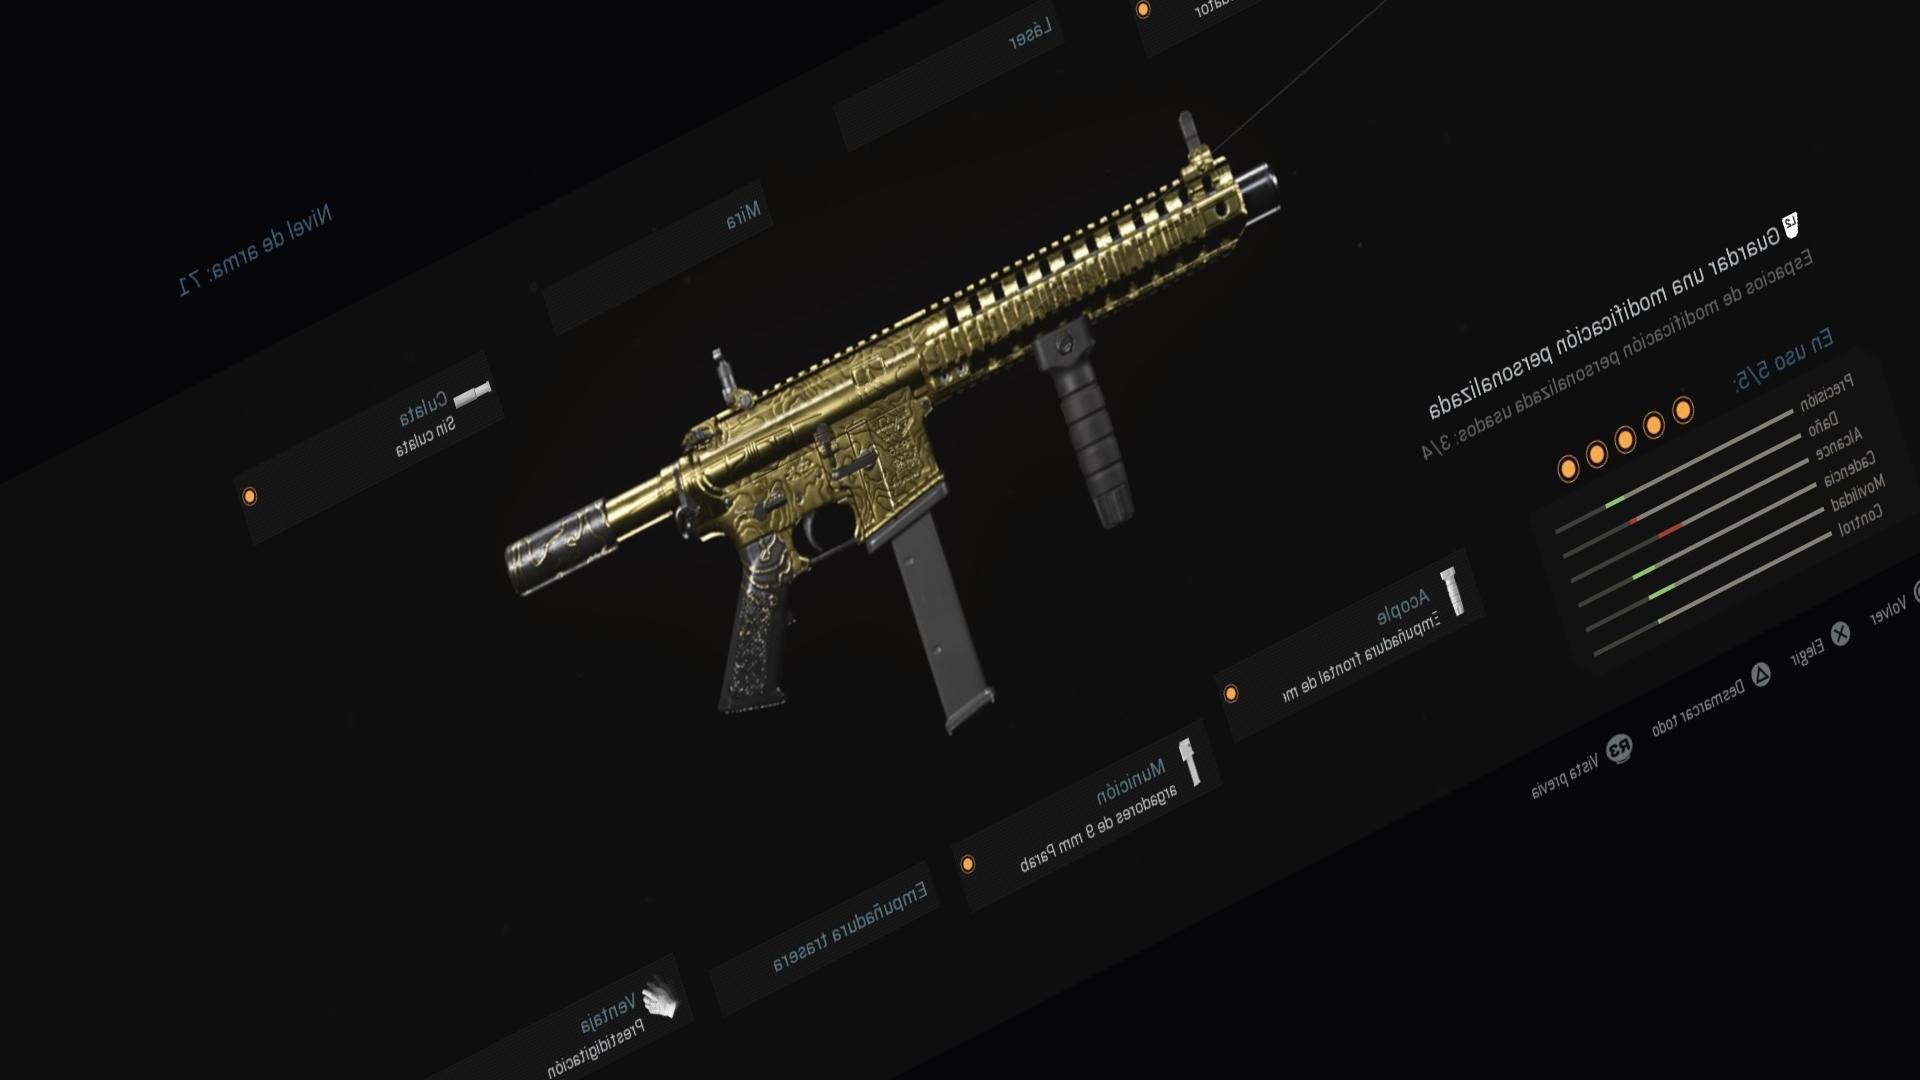 Láser
Mira
Nivel de arma: 71
Culata
Sin culata
L2 Guardar una modificación personalizada
Espacios de modificación personalizada usados: 3/4
En uso 5/5:
Precisión
Daño
Alcance
Cadencia
Movilidad
Control
Acople
Empuñadura frontal de
Munición
argadores de 9 mm Parab
Empuñadura trasera
Ventaja
Prestidigitación
Volver
Elegir
Desmarcar todo
R3 Vista previa